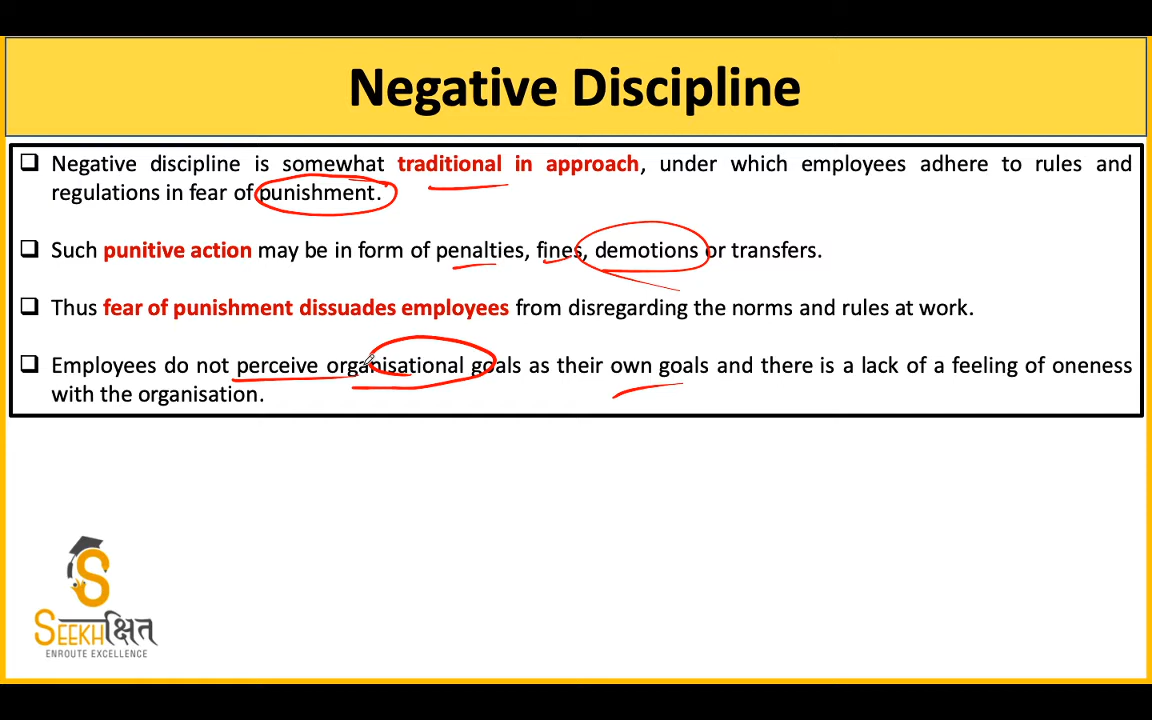 Negative Discipline
❑ Negative discipline is somewhat traditional in approach, under which employees adhere to rules and
regulations in fear of punishment.
❑ Such punitive action may be in form of penalties, fines, demotions or transfers.
❑ Thus fear of punishment dissuades employees from disregarding the norms and rules at work.
❑ Employees do not perceive organisational goals as their own goals and there is a lack of a feeling of oneness
with the organisation.
S
SEEKHक्षित
ENROUTE EXCELLENCE